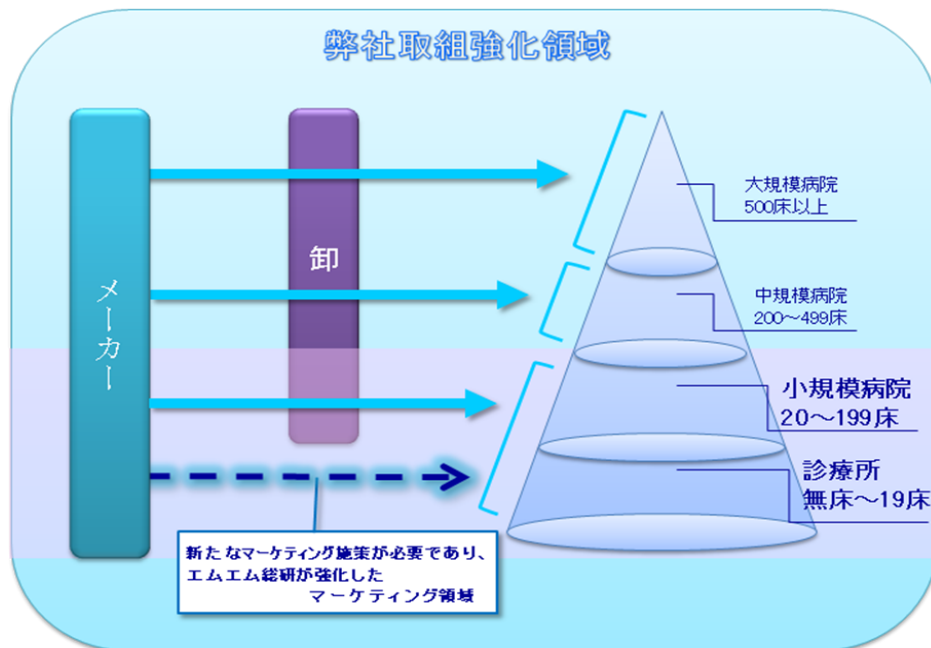 弊社取組強化領域
メーカー
卸
大規模病院
500床以上
中規模病院
200～499床
小規模病院
20～199床
診療所
無床～19床
新たなマーケティング施策が必要であり、
エムエム総研が強化した
マーケティング領域